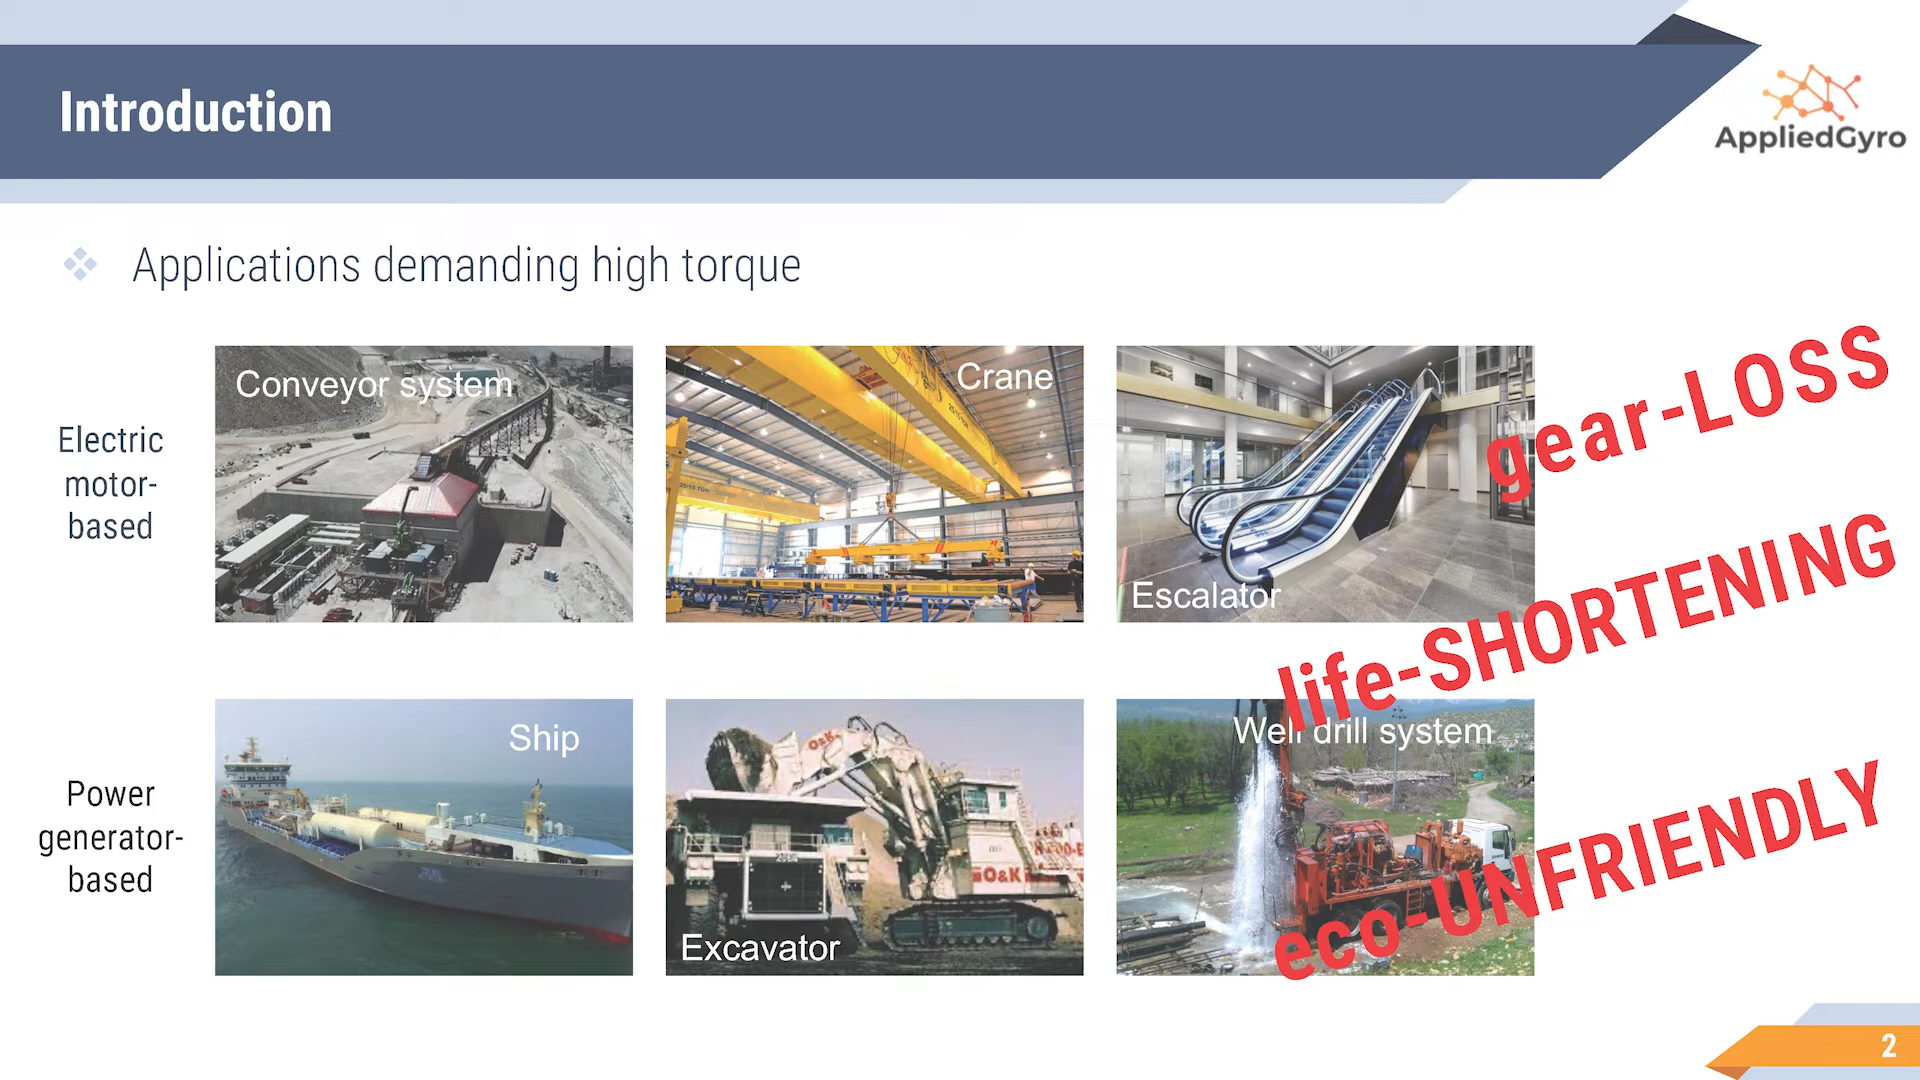 Introduction
AppliedGyro
Applications demanding high torque
Electric
motor-
based
Conveyor system
Crane
Escalator
gear-LOSS
life-SHORTENING
Power
generator-
based
Ship
O&K
O&K
Excavator
Well drill system
eco-UNFRIENDLY
2